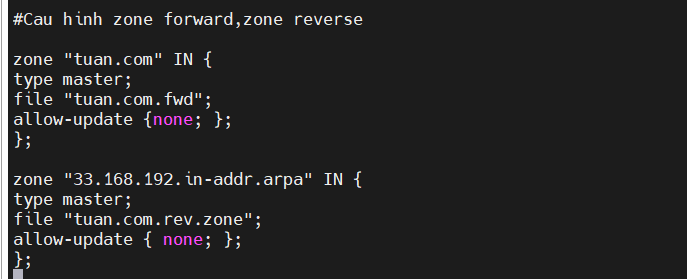 #Cau hinh zone forward,zone reverse
zone "tuan.com" IN {
type master;
file "tuan.com.fwd";
allow-update {none; };
};
zone "33.168.192.in-addr.arpa" IN {
type master;
file "tuan.com.rev.zone";
allow-update { none; };
};